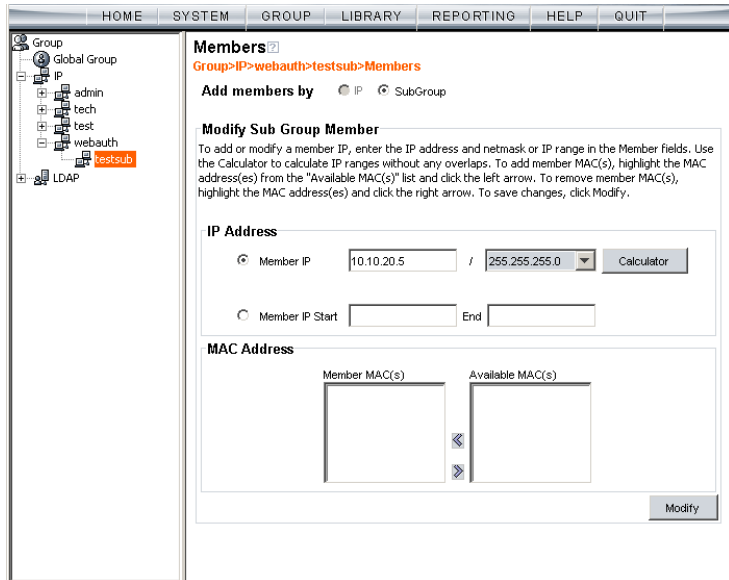 HOME SYSTEM GROUP LIBRARY REPORTING HELP QUIT
Group
Global Group
IP
admin
tech
test
webauth
testsub
LDAP
Members?
Group>IP>webauth>testsub>Members
Add members by IP SubGroup
Modify Sub Group Member
To add or modify a member IP, enter the IP address and netmask or IP range in the Member fields. Use
the Calculator to calculate IP ranges without any overlaps. To add member MAC(s), highlight the MAC
address(es) from the "Available MAC(s)" list and click the left arrow. To remove member MAC(s),
highlight the MAC address(es) and click the right arrow. To save changes, click Modify.
IP Address
Member IP 10.10.20.5 / 255.255.255.0 Calculator
Member IP Start End
MAC Address
Member MAC(s) Available MAC(s)
Modify